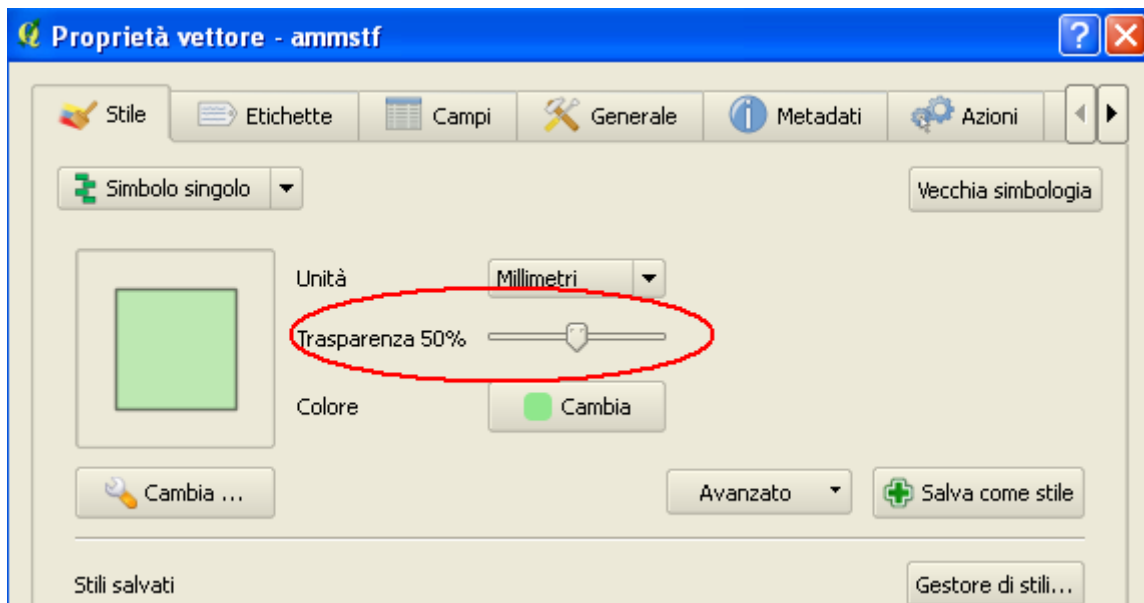 Proprietà vettore - ammstf
Stile Etichette Campi Generale Metadati Azioni
Simbolo singolo Vecchia simbologia
Unità Millimetri
Trasparenza 50%
Colore Cambia
Cambia ... Avanzato Salva come stile
Stili salvati Gestore di stili...